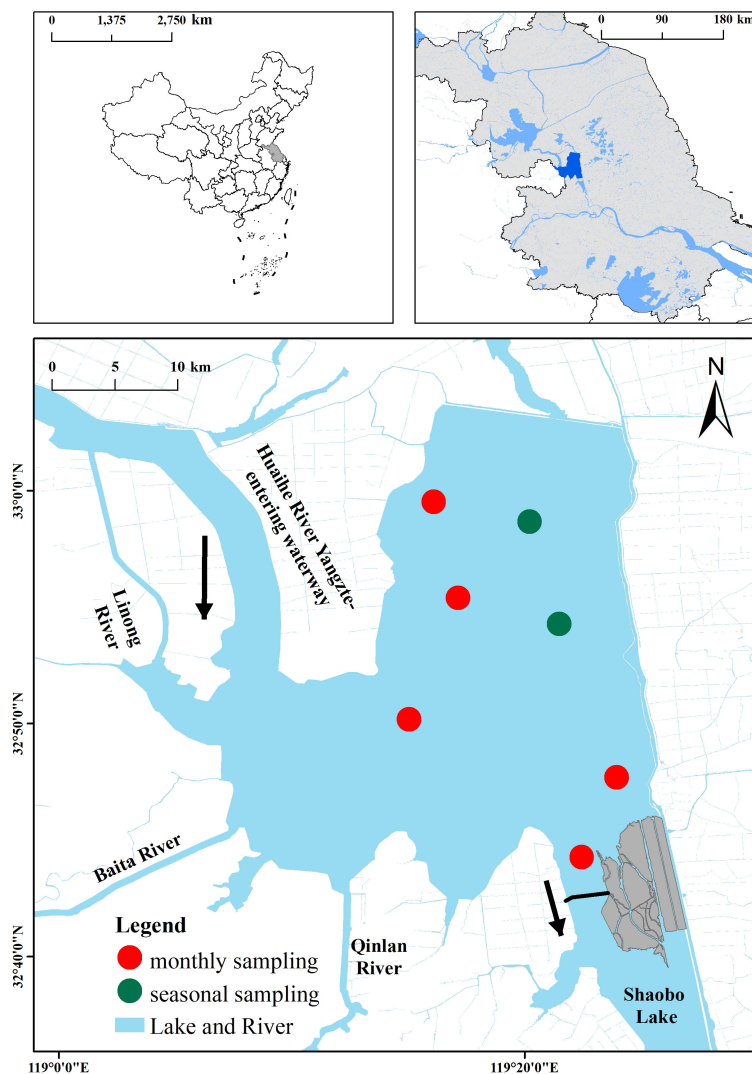 0 1,375 2,750 km
0 90 180 km
0 5 10 km
N
33°0'0"N
32°50'0"N
32°40'0"N
Huaihe River Yangzte-
entering waterway
Linong
River
Baita River
Qinlan
River
Shaobo
Lake
Legend
monthly sampling
seasonal sampling
Lake and River
119°0'0"E
119°20'0"E